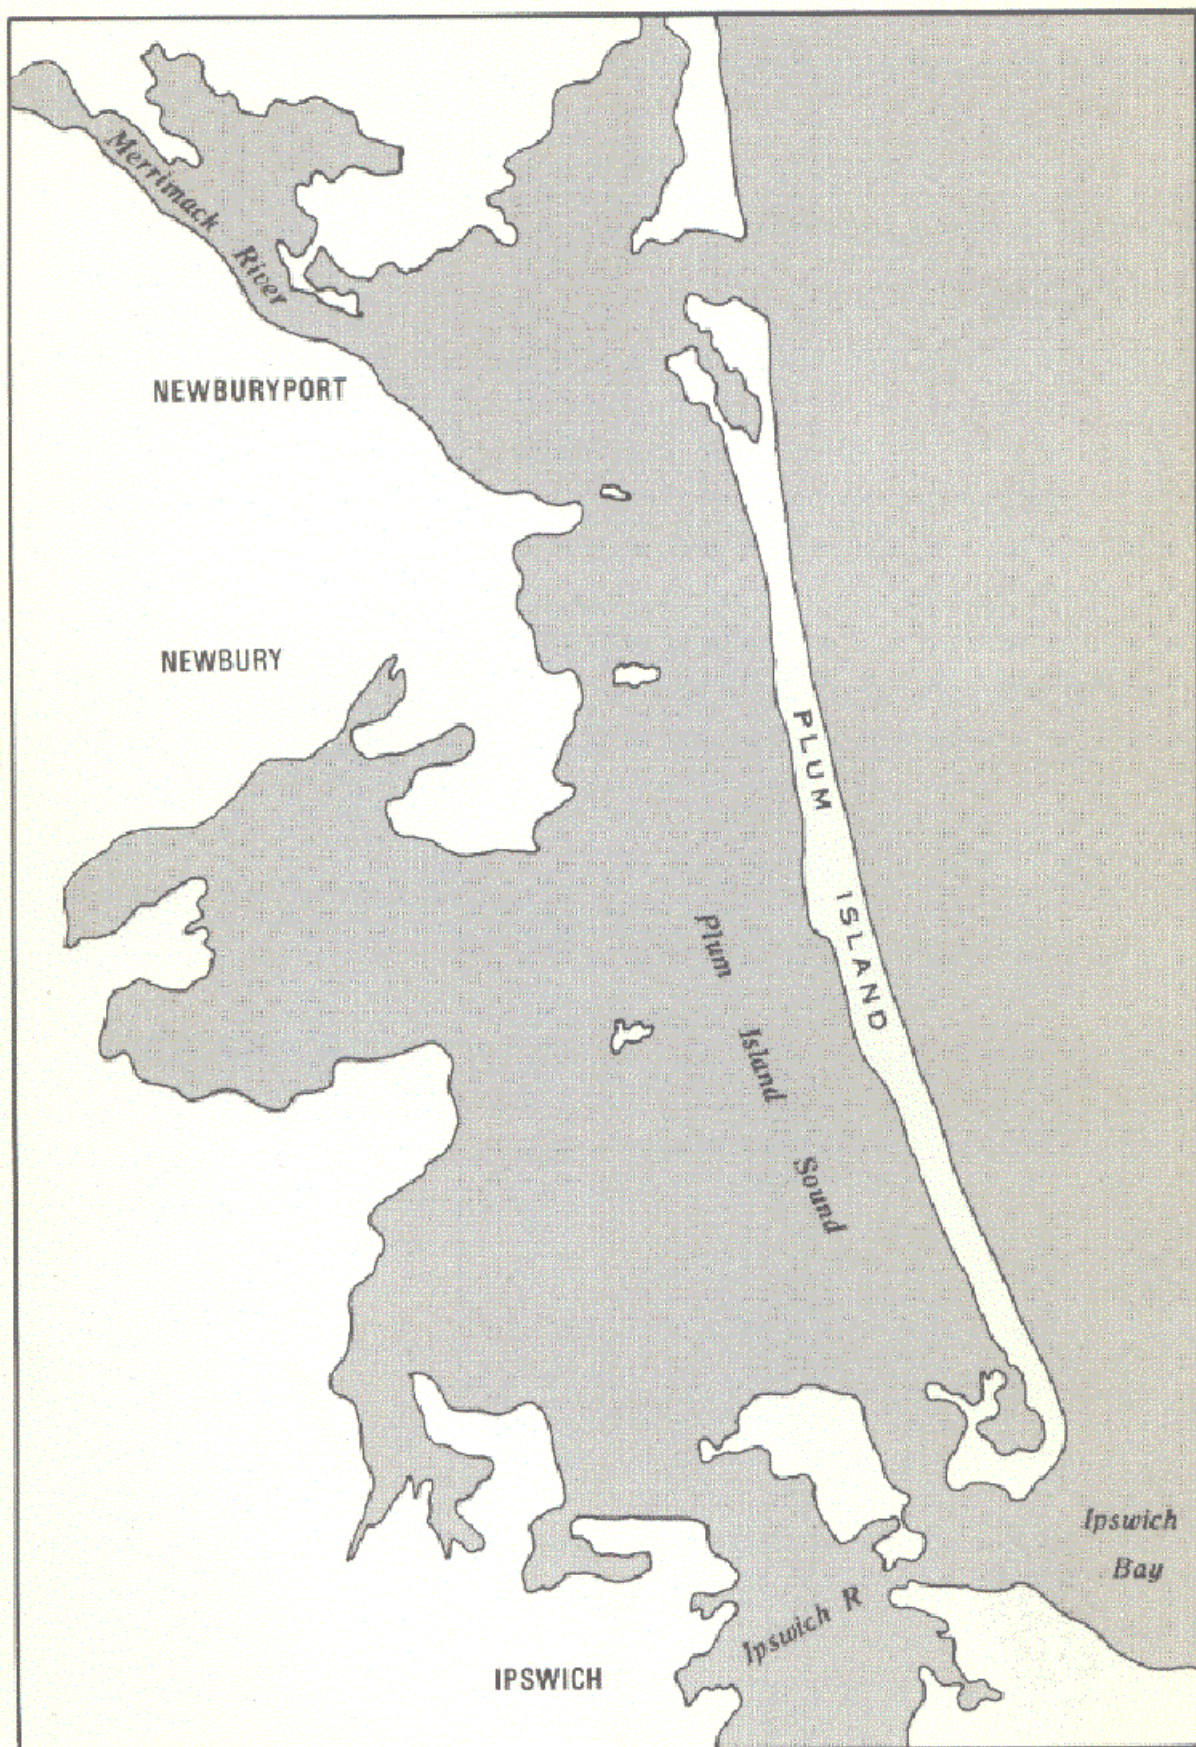 Merrimack River
NEWBURYPORT
NEWBURY
PLUM ISLAND
Plum Island Sound
Ipswich Bay
Ipswich R
IPSWICH